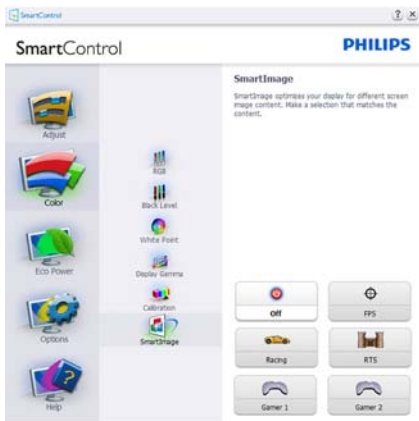 SmartControl
SmartControl
PHILIPS
Adjust
Color
Eco Power
Options
Help
RGB
Black Level
White Point
Display Gamma
Calibration
SmartImage
SmartImage
SmartImage optimizes your display for different screen
image content. Make a selection that matches the
content.
Off
FPS
Racing
RTS
Gamer 1
Gamer 2